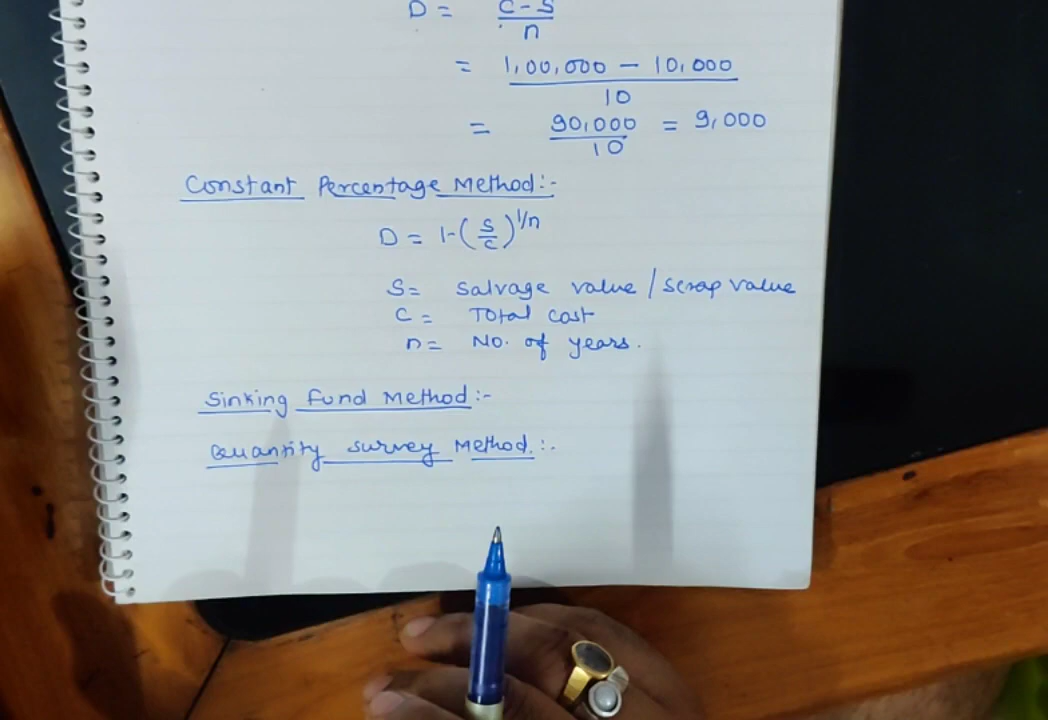 D = C-S
n
= 1,00,000 - 10,000
10
= 90,000 = 9,000
10
Constant Percentage Method:-
D = 1-(S/C)^1/n
S= Salvage value / Scrap value
C = Total cost
n = No. of years.
Sinking Fund Method:-
Quantity survey Method:-